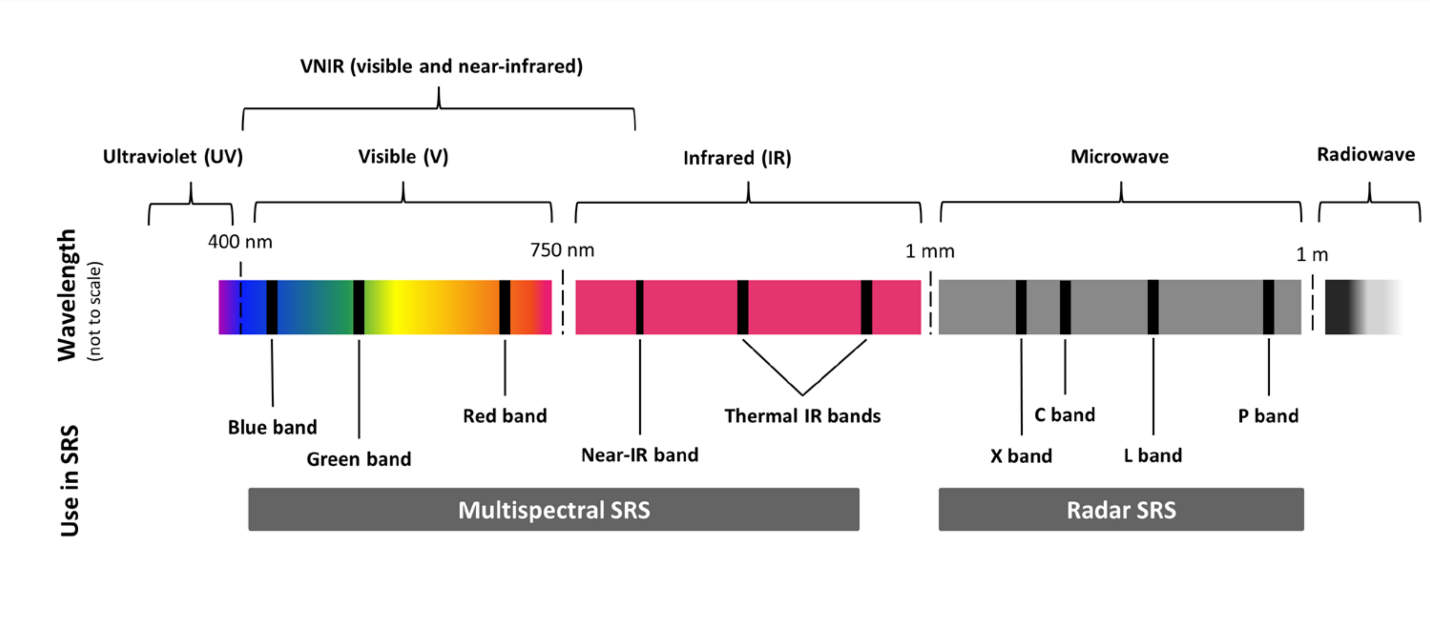 VNIR (visible and near-infrared)
Ultraviolet (UV)
Visible (V)
Infrared (IR)
Microwave
Radiowave
Wavelength
(not to scale)
400 nm
750 nm
1 mm
1 m
Blue band
Green band
Red band
Near-IR band
Thermal IR bands
X band
C band
L band
P band
Use in SRS
Multispectral SRS
Radar SRS